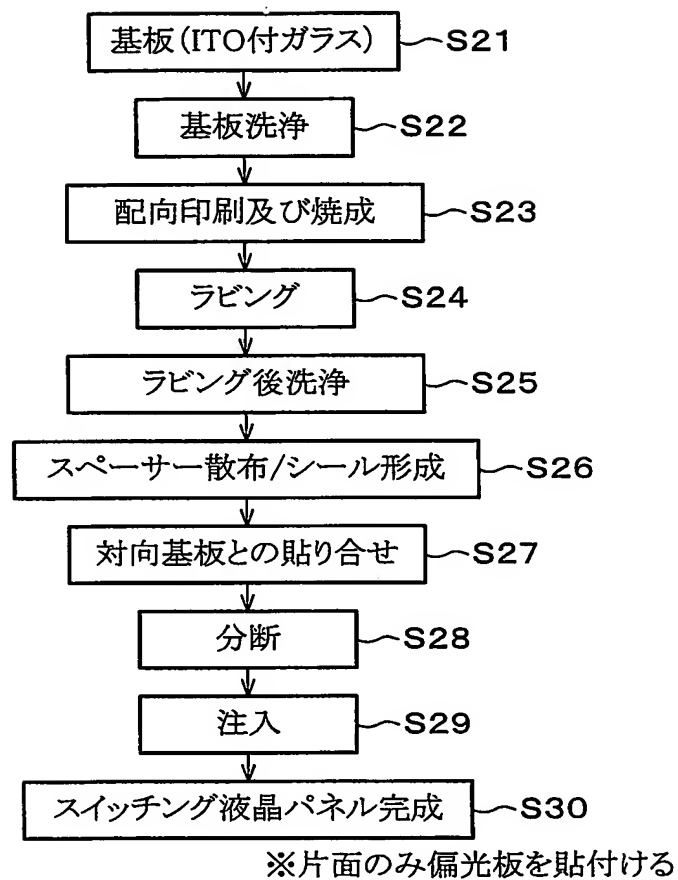 基板(ITO付ガラス) S21
基板洗浄 S22
配向印刷及び焼成 S23
ラビング S24
ラビング後洗浄 S25
スペーサー散布/シール形成 S26
対向基板との貼り合せ S27
分断 S28
注入 S29
スイッチング液晶パネル完成 S30
※片面のみ偏光板を貼付ける